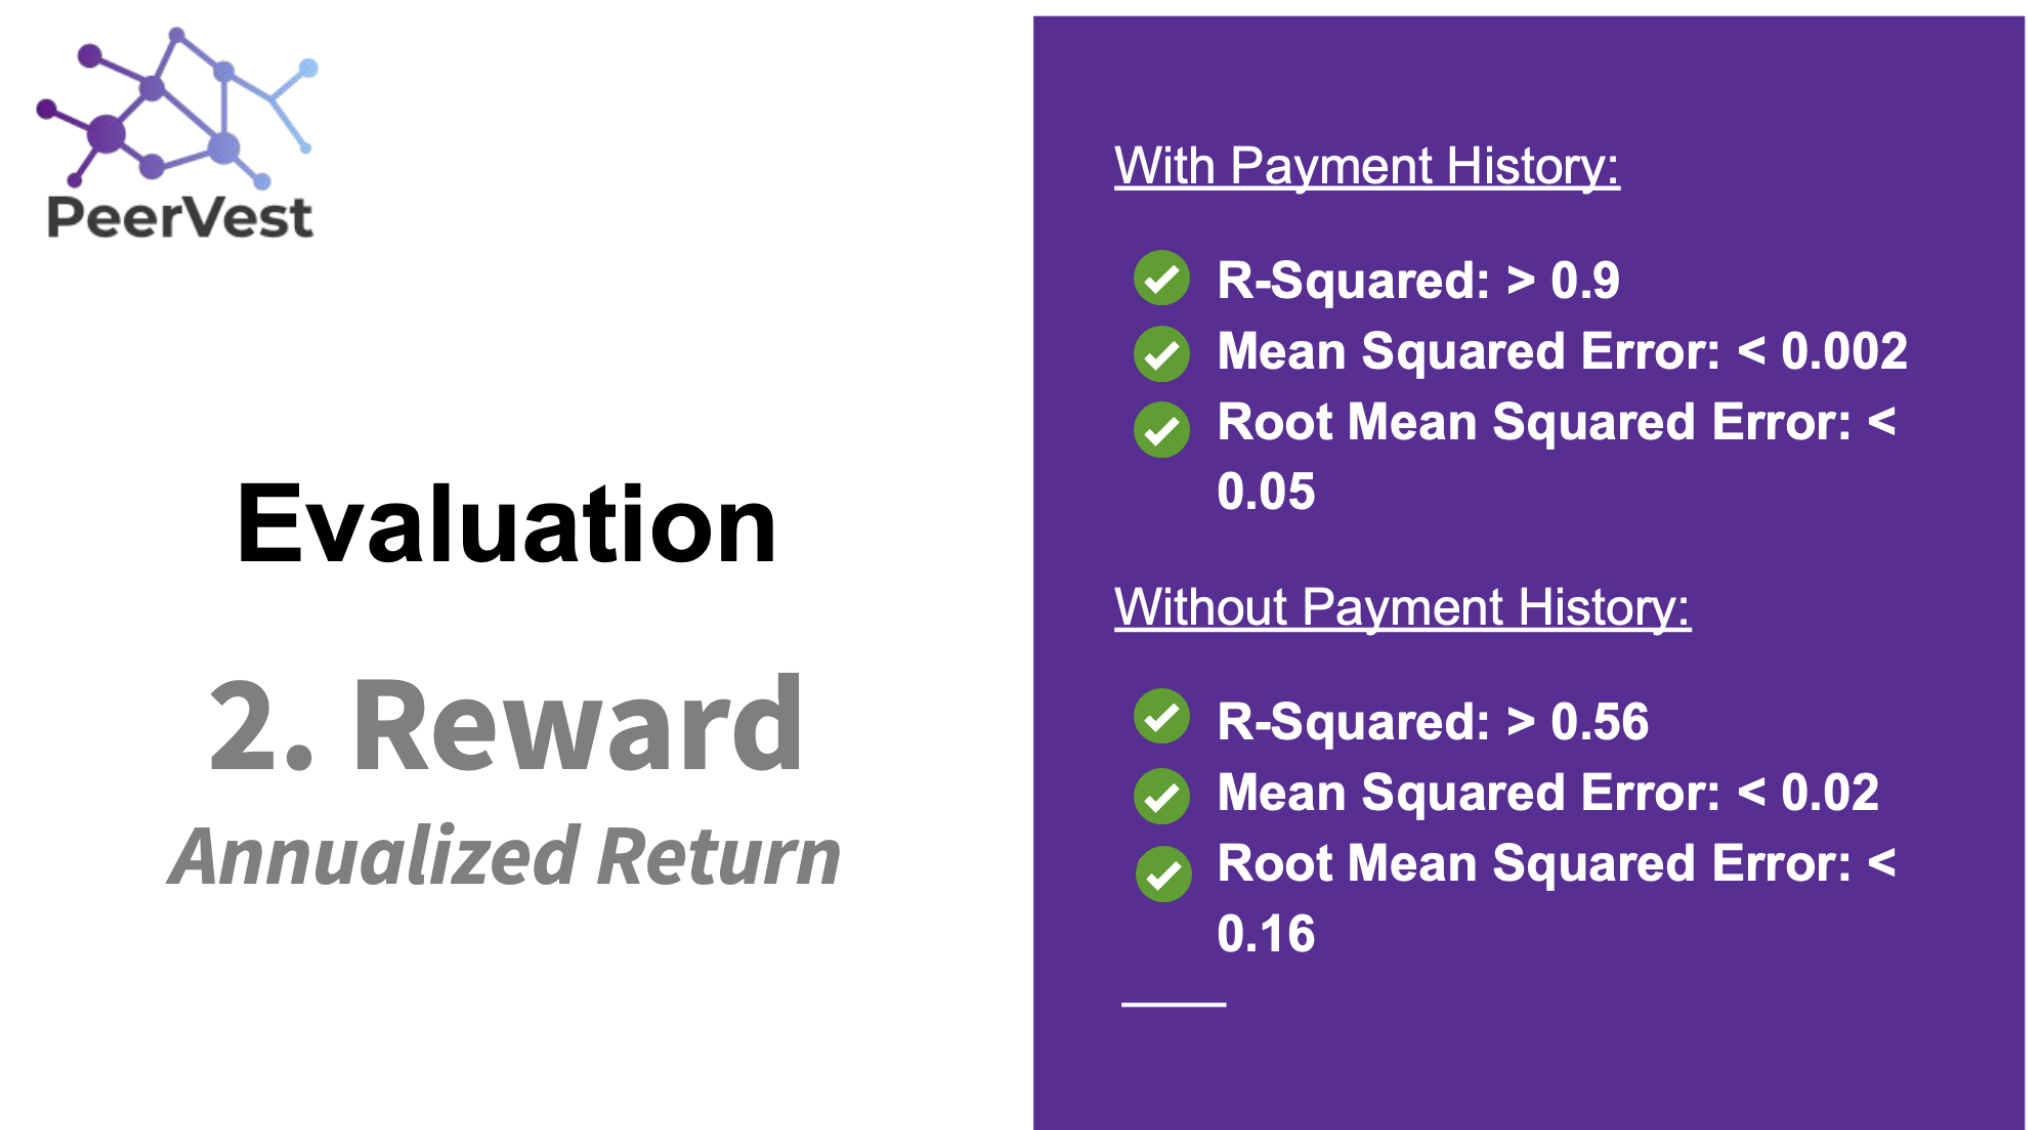 PeerVest
Evaluation
2. Reward
Annualized Return
With Payment History:
R-Squared: > 0.9
Mean Squared Error: < 0.002
Root Mean Squared Error: <
0.05
Without Payment History:
R-Squared: > 0.56
Mean Squared Error: < 0.02
Root Mean Squared Error: <
0.16